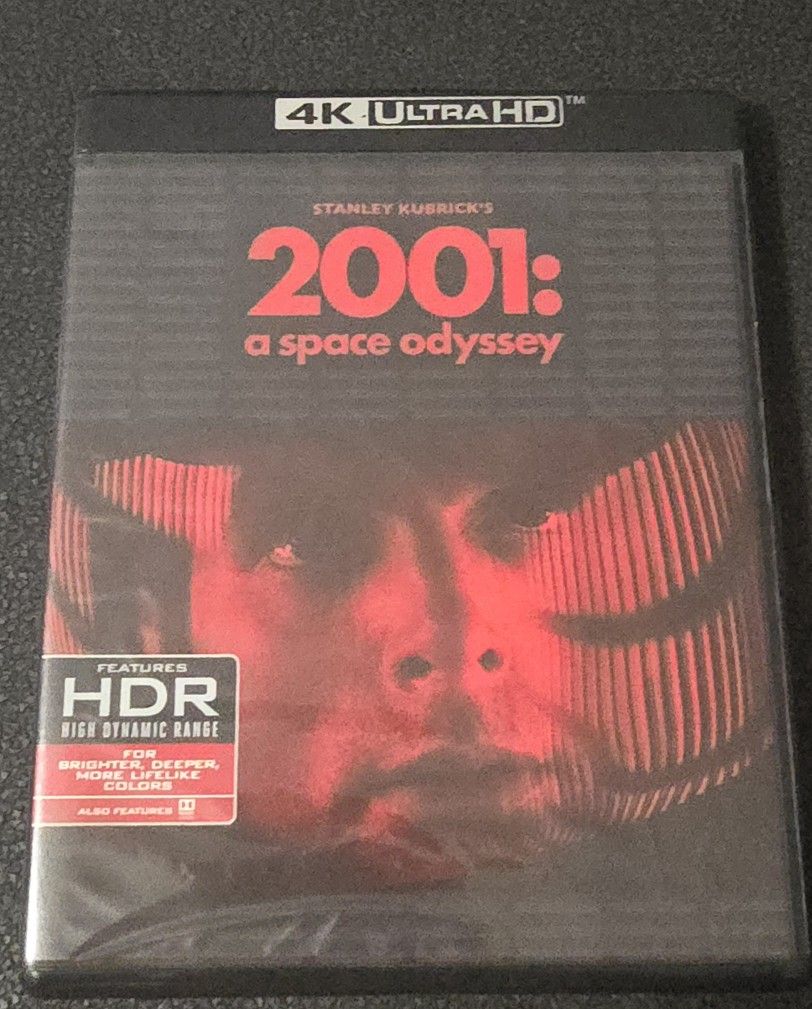 4K ULTRA HD™
STANLEY KUBRICK'S
2001:
a space odyssey
FEATURES
HDR
HIGH DYNAMIC RANGE
FOR
BRIGHTER, DEEPER,
MORE LIFELIKE
COLORS
ALSO FEATURES